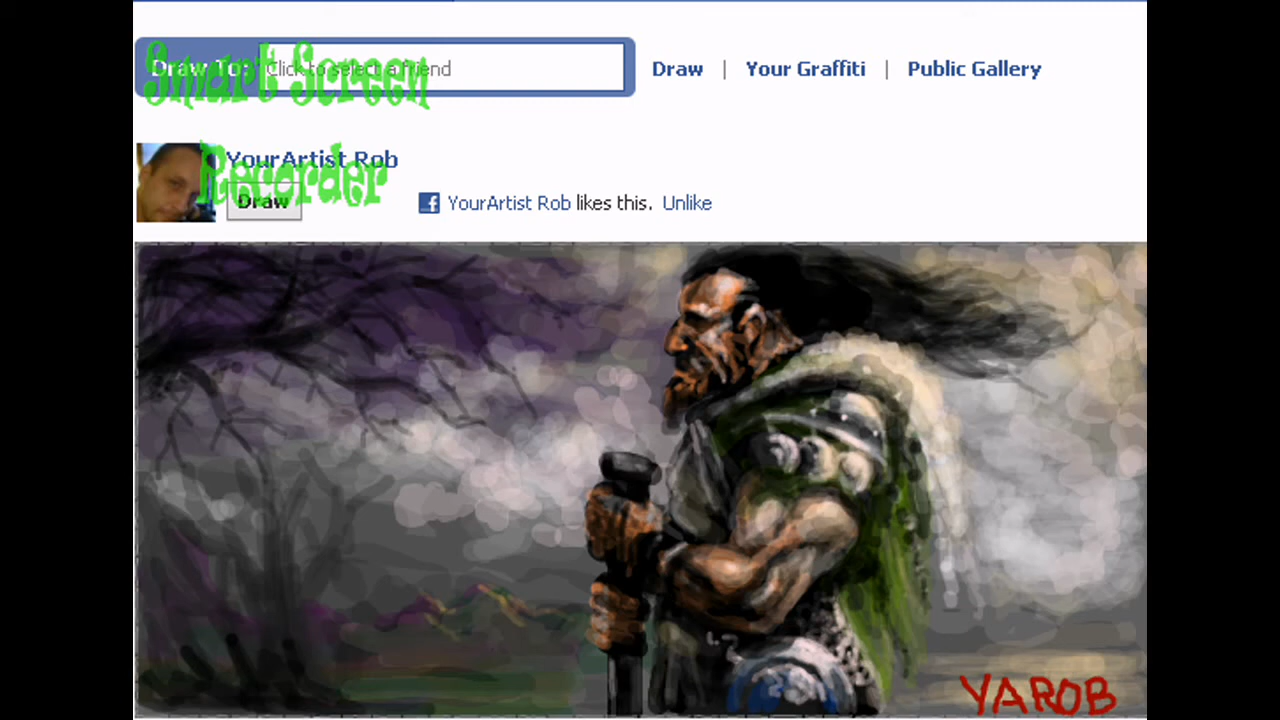 Smart Screen
Recorder
Draw To: Click to select a friend
Draw | Your Graffiti | Public Gallery
YourArtist Rob
Draw
YourArtist Rob likes this. Unlike
YAROB